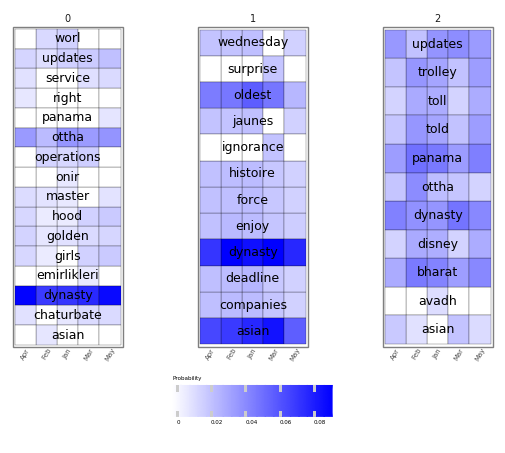 0
worl
updates
service
right
panama
ottha
operations
onir
master
hood
golden
girls
emirlikleri
dynasty
chaturbate
asian
Apr Feb Jan Mar May
1
wednesday
surprise
oldest
jaunes
ignorance
histoire
force
enjoy
dynasty
deadline
companies
asian
Apr Feb Jan Mar May
2
updates
trolley
toll
told
panama
ottha
dynasty
disney
bharat
avadh
asian
Apr Feb Jan Mar May
Probability
0 0.02 0.04 0.06 0.08